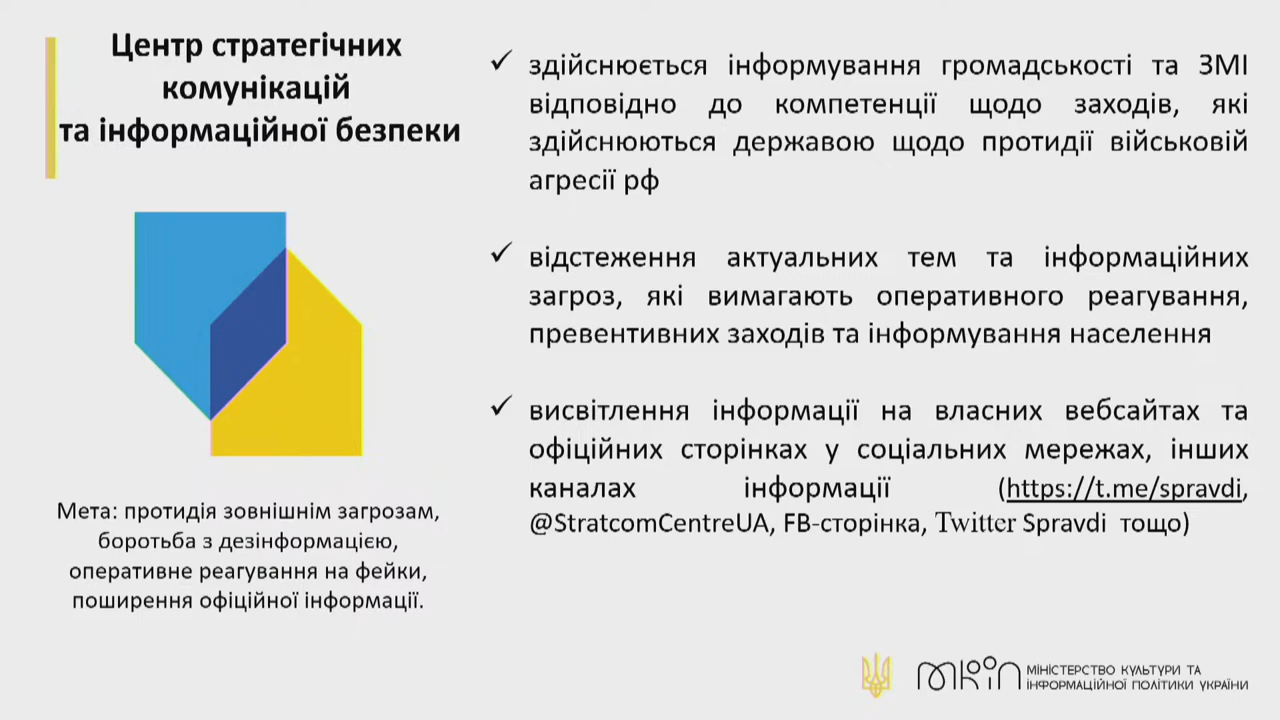 Центр стратегічних
комунікацій
та інформаційної безпеки
Мета: протидія зовнішнім загрозам,
боротьба з дезінформацією,
оперативне реагування на фейки,
поширення офіційної інформації.
✓ здійснюється інформування громадськості та ЗМІ
відповідно до компетенції щодо заходів, які
здійснюються державою щодо протидії військовій
агресії рф
✓ відстеження актуальних тем та інформаційних
загроз, які вимагають оперативного реагування,
превентивних заходів та інформування населення
✓ висвітлення інформації на власних вебсайтах та
офіційних сторінках у соціальних мережах, інших
каналах інформації (https://t.me/spravdi,
@StratcomCentreUA, FB-сторінка, Twitter Spravdi тощо)
мкіп
МІНІСТЕРСТВО КУЛЬТУРИ ТА
ІНФОРМАЦІЙНОЇ ПОЛІТИКИ УКРАЇНИ